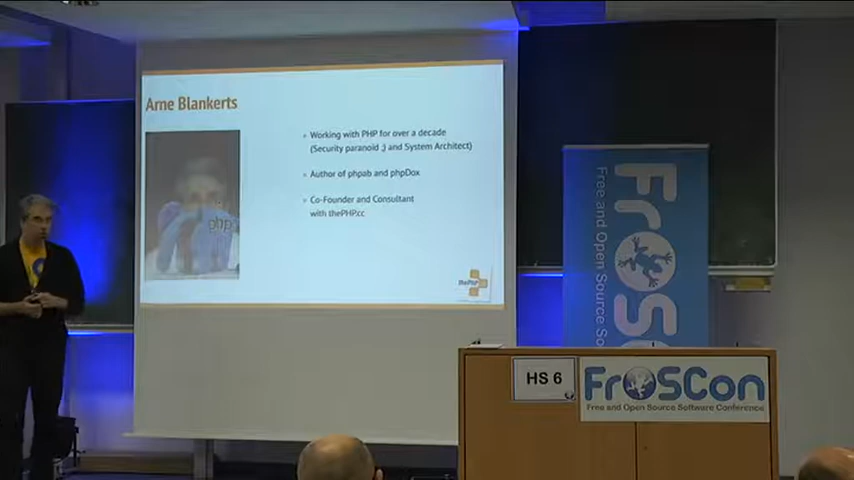 Arne Blankerts
Working with PHP for over a decade
(Security paranoid ;) and System Architect)
Author of phpab and phpDox
Co-Founder and Consultant
with thePHP.cc
php
thePHP
Free and Open Source
FrOSCo
HS 6
FrOSCon
Free and Open Source Software Conference